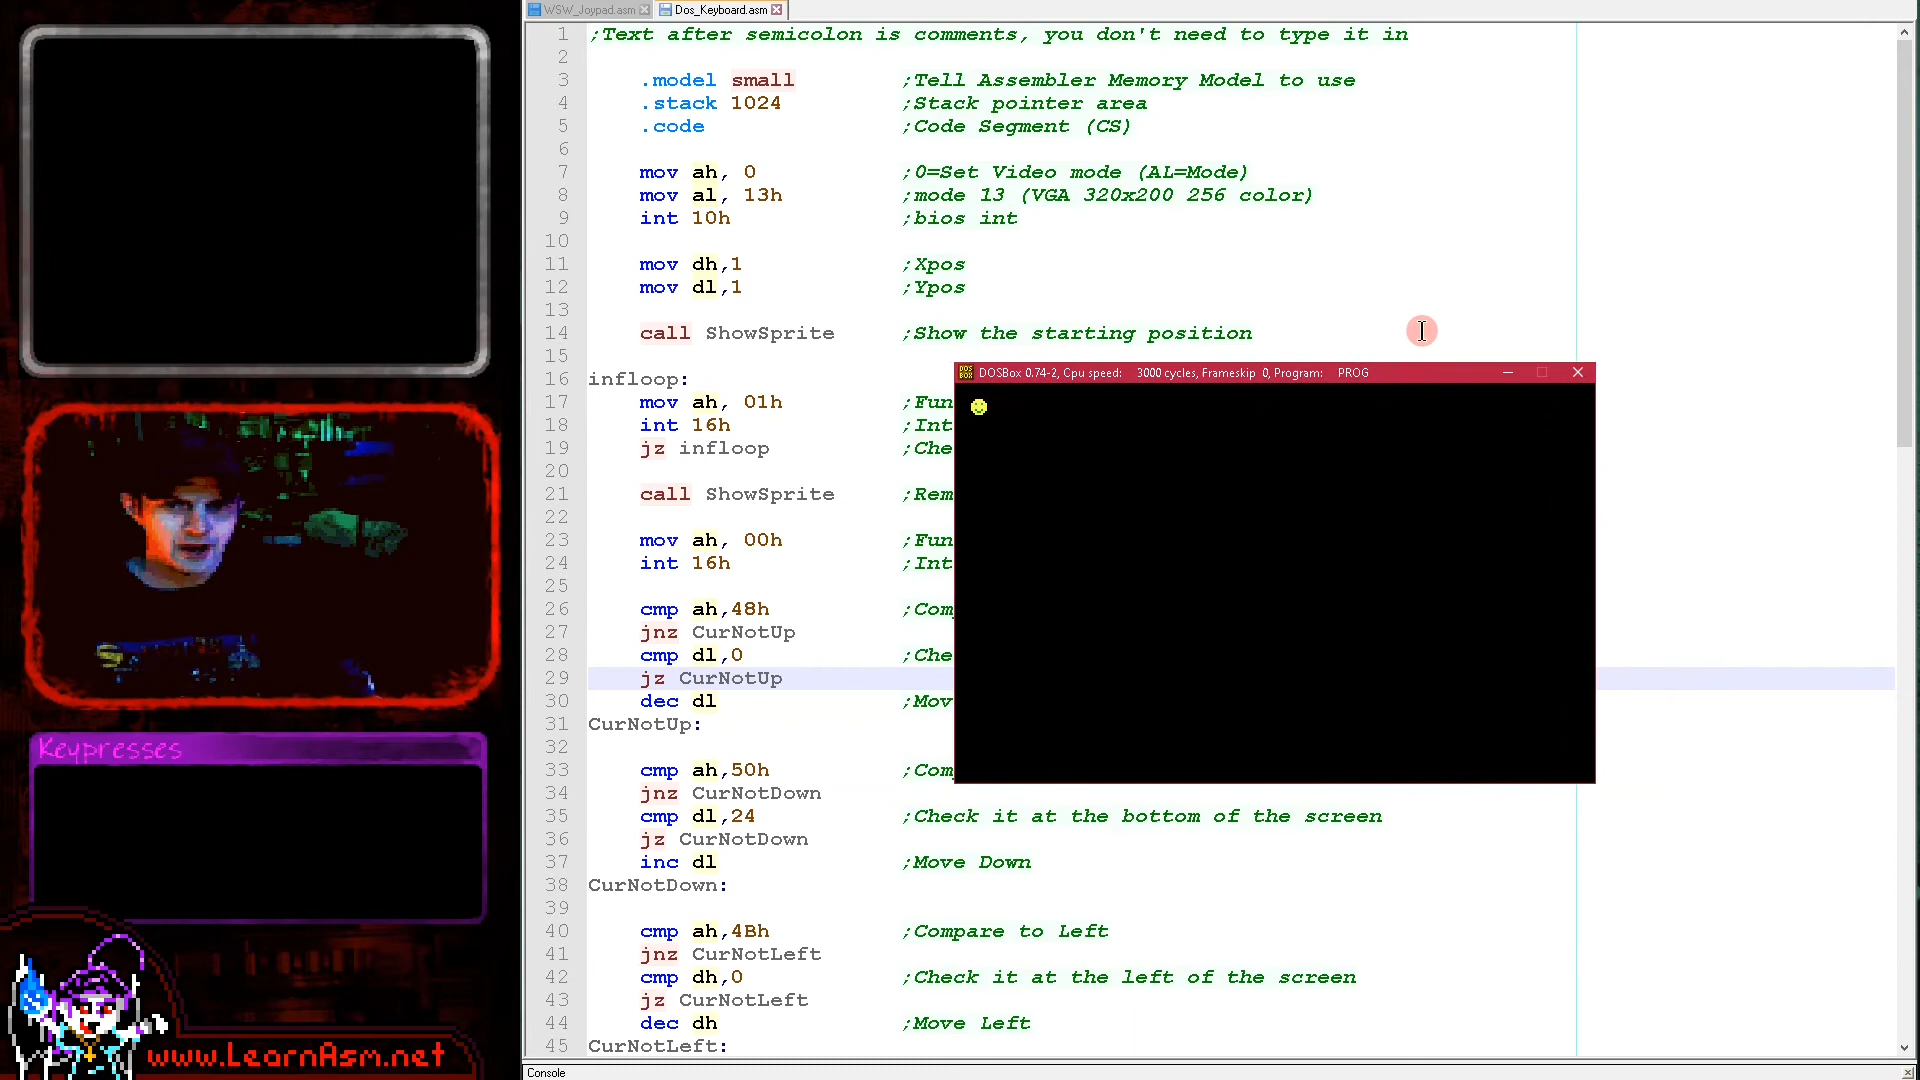 WSW_Joypad.asm Dos_Keyboard.asm
1 ;Text after semicolon is comments, you don't need to type it in
2
3 .model small ;Tell Assembler Memory Model to use
4 .stack 1024 ;Stack pointer area
5 .code ;Code Segment (CS)
6
7 mov ah, 0 ;0=Set Video mode (AL=Mode)
8 mov al, 13h ;mode 13 (VGA 320x200 256 color)
9 int 10h ;bios int
10
11 mov dh,1 ;Xpos
12 mov dl,1 ;Ypos
13
14 call ShowSprite ;Show the starting position
15
16 infloop:
DOSBox 0.74-2, Cpu speed: 3000 cycles, Frameskip 0, Program: PROG
17 mov ah, 01h ;Fun
18 int 16h ;Int
19 jz infloop ;Che
20
21 call ShowSprite ;Rem
22
23 mov ah, 00h ;Fun
24 int 16h ;Int
25
26 cmp ah,48h ;Com
27 jnz CurNotUp
28 cmp dl,0 ;Che
29 jz CurNotUp
30 dec dl ;Mov
31 CurNotUp:
32
33 cmp ah,50h ;Com
34 jnz CurNotDown
35 cmp dl,24 ;Check it at the bottom of the screen
36 jz CurNotDown
37 inc dl ;Move Down
38 CurNotDown:
39
40 cmp ah,4Bh ;Compare to Left
41 jnz CurNotLeft
42 cmp dh,0 ;Check it at the left of the screen
43 jz CurNotLeft
44 dec dh ;Move Left
45 CurNotLeft:
Console
Keypresses
www.LearnAsm.net